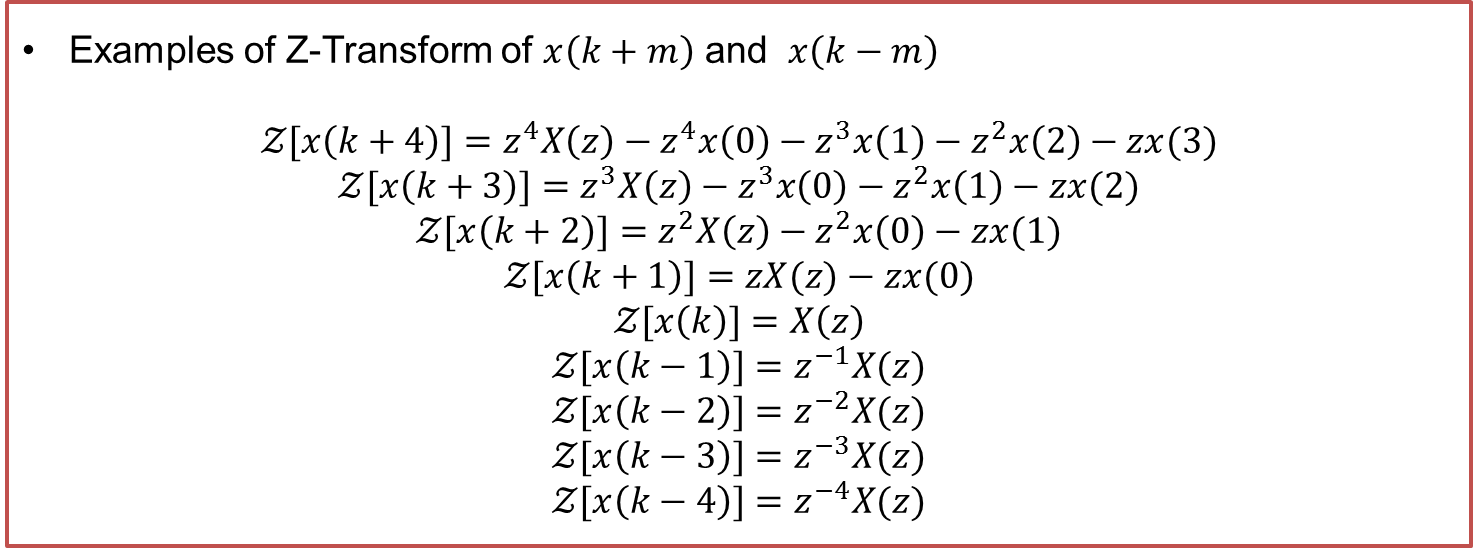 • Examples of Z-Transform of 𝑥(𝑘 + 𝑚) and 𝑥(𝑘 − 𝑚)
𝒵[𝑥(𝑘 + 4)] = 𝑧⁴𝑋(𝑧) − 𝑧⁴𝑥(0) − 𝑧³𝑥(1) − 𝑧²𝑥(2) − 𝑧𝑥(3)
𝒵[𝑥(𝑘 + 3)] = 𝑧³𝑋(𝑧) − 𝑧³𝑥(0) − 𝑧²𝑥(1) − 𝑧𝑥(2)
𝒵[𝑥(𝑘 + 2)] = 𝑧²𝑋(𝑧) − 𝑧²𝑥(0) − 𝑧𝑥(1)
𝒵[𝑥(𝑘 + 1)] = 𝑧𝑋(𝑧) − 𝑧𝑥(0)
𝒵[𝑥(𝑘)] = 𝑋(𝑧)
𝒵[𝑥(𝑘 − 1)] = 𝑧⁻¹𝑋(𝑧)
𝒵[𝑥(𝑘 − 2)] = 𝑧⁻²𝑋(𝑧)
𝒵[𝑥(𝑘 − 3)] = 𝑧⁻³𝑋(𝑧)
𝒵[𝑥(𝑘 − 4)] = 𝑧⁻⁴𝑋(𝑧)